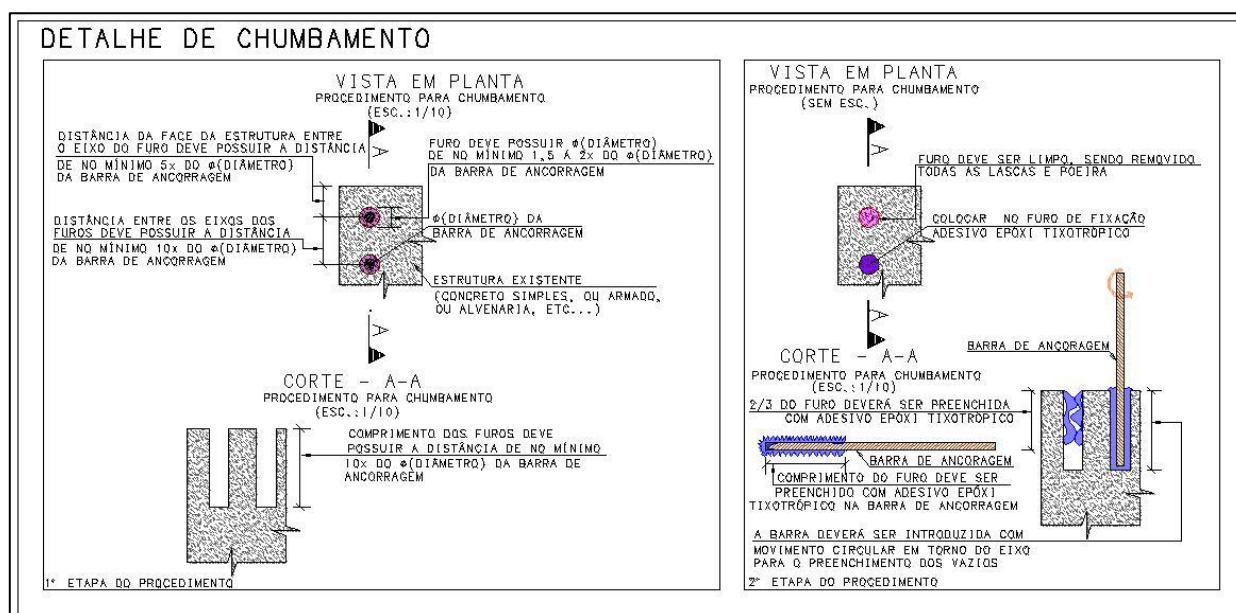 DETALHE DE CHUMBAMENTO
VISTA EM PLANTA
PROCEDIMENTO PARA CHUMBAMENTO
(ESC.:1/10)
DISTÂNCIA DA FACE DA ESTRUTURA ENTRE
O EIXO DO FURO DEVE POSSUIR A DISTÂNCIA
DE NO MÍNIMO 5x DO ø(DIÂMETRO)
DA BARRA DE ANCORRAGEM
A
FURO DEVE POSSUIR ø(DIÂMETRO)
DE NO MÍNIMO 1,5 Á 2x DO ø(DIÂMETRO)
DA BARRA DE ANCORRAGEM
DISTÂNCIA ENTRE OS EIXOS DOS
FUROS DEVE POSSUIR A DISTÂNCIA
DE NO MÍNIMO 10x DO ø(DIÂMETRO)
DA BARRA DE ANCORRAGEM
ø(DIÂMETRO) DA
BARRA DE ANCORRAGEM
ESTRUTURA EXISTENTE
(CONCRETO SIMPLES, OU ARMADO,
OU ALVENARIA, ETC...)
A
CORTE - A-A
PROCEDIMENTO PARA CHUMBAMENTO
(ESC.:1/10)
COMPRIMENTO DOS FUROS DEVE
POSSUIR A DISTÂNCIA DE NO MÍNIMO
10x DO ø(DIÂMETRO) DA BARRA DE
ANCORRAGEM
1° ETAPA DO PROCEDIMENTO
VISTA EM PLANTA
PROCEDIMENTO PARA CHUMBAMENTO
(SEM ESC.)
A
FURO DEVE SER LIMPO, SENDO REMOVIDO
TODAS AS LASCAS E POEIRA
COLOCAR NO FURO DE FIXAÇÃO
ADESIVO EPÓXI TIXOTRÓPICO
A
CORTE - A-A
PROCEDIMENTO PARA CHUMBAMENTO
(ESC.:1/10)
BARRA DE ANCORAGEM
2/3 DO FURO DEVERÁ SER PREENCHIDA
COM ADESIVO EPÓXI TIXOTRÓPICO
BARRA DE ANCORAGEM
COMPRIMENTO DO FURO DEVE SER
PREENCHIDO COM ADESIVO EPÓXI
TIXOTRÓPICO NA BARRA DE ANCORRAGEM
A BARRA DEVERÁ SER INTRODUZIDA COM
MOVIMENTO CIRCULAR EM TORNO DO EIXO
PARA O PREENCHIMENTO DOS VAZIOS
2° ETAPA DO PROCEDIMENTO